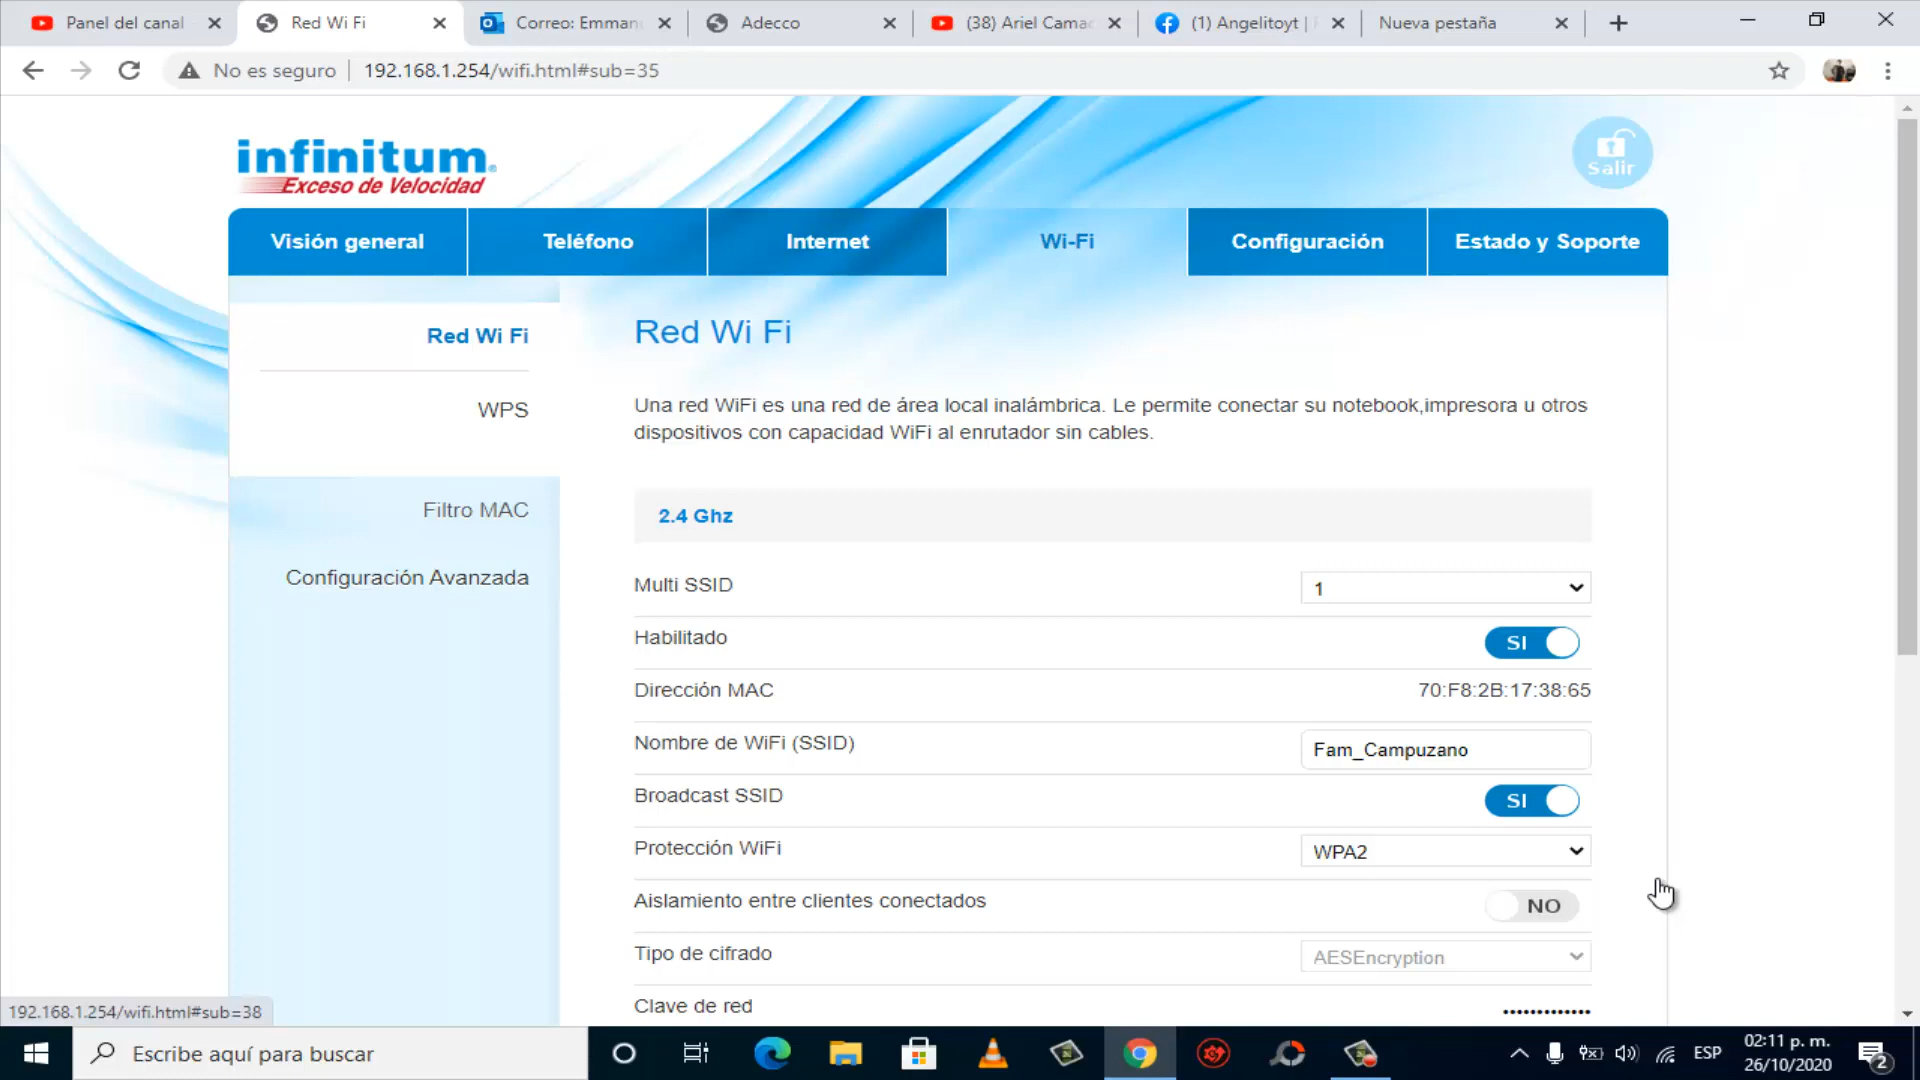 Panel del canal
Red Wi Fi
Correo: Emman
Adecco
(38) Ariel Camac
(1) Angelitoyt |
Nueva pestaña
No es seguro
192.168.1.254/wifi.html#sub=35
infinitum
Exceso de Velocidad
Salir
Visión general
Teléfono
Internet
Wi-Fi
Configuración
Estado y Soporte
Red Wi Fi
WPS
Filtro MAC
Configuración Avanzada
Red Wi Fi
Una red WiFi es una red de área local inalámbrica. Le permite conectar su notebook,impresora u otros
dispositivos con capacidad WiFi al enrutador sin cables.
2.4 Ghz
Multi SSID
1
Habilitado
SI
Dirección MAC
70:F8:2B:17:38:65
Nombre de WiFi (SSID)
Fam_Campuzano
Broadcast SSID
SI
Protección WiFi
WPA2
Aislamiento entre clientes conectados
NO
Tipo de cifrado
AESEncryption
Clave de red
•••••••••••••
192.168.1.254/wifi.html#sub=38
Escribe aquí para buscar
ESP
02:11 p. m.
26/10/2020
2